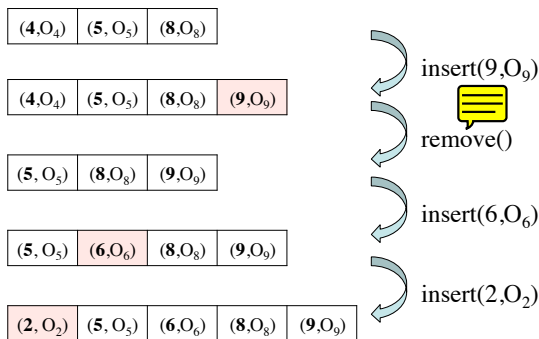 (4,O4) (5, O5) (8,O8)
insert(9,O9)
(4,O4) (5, O5) (8,O8) (9,O9)
remove()
(5, O5) (8,O8) (9,O9)
insert(6,O6)
(5, O5) (6,O6) (8,O8) (9,O9)
insert(2,O2)
(2, O2) (5, O5) (6,O6) (8,O8) (9,O9)